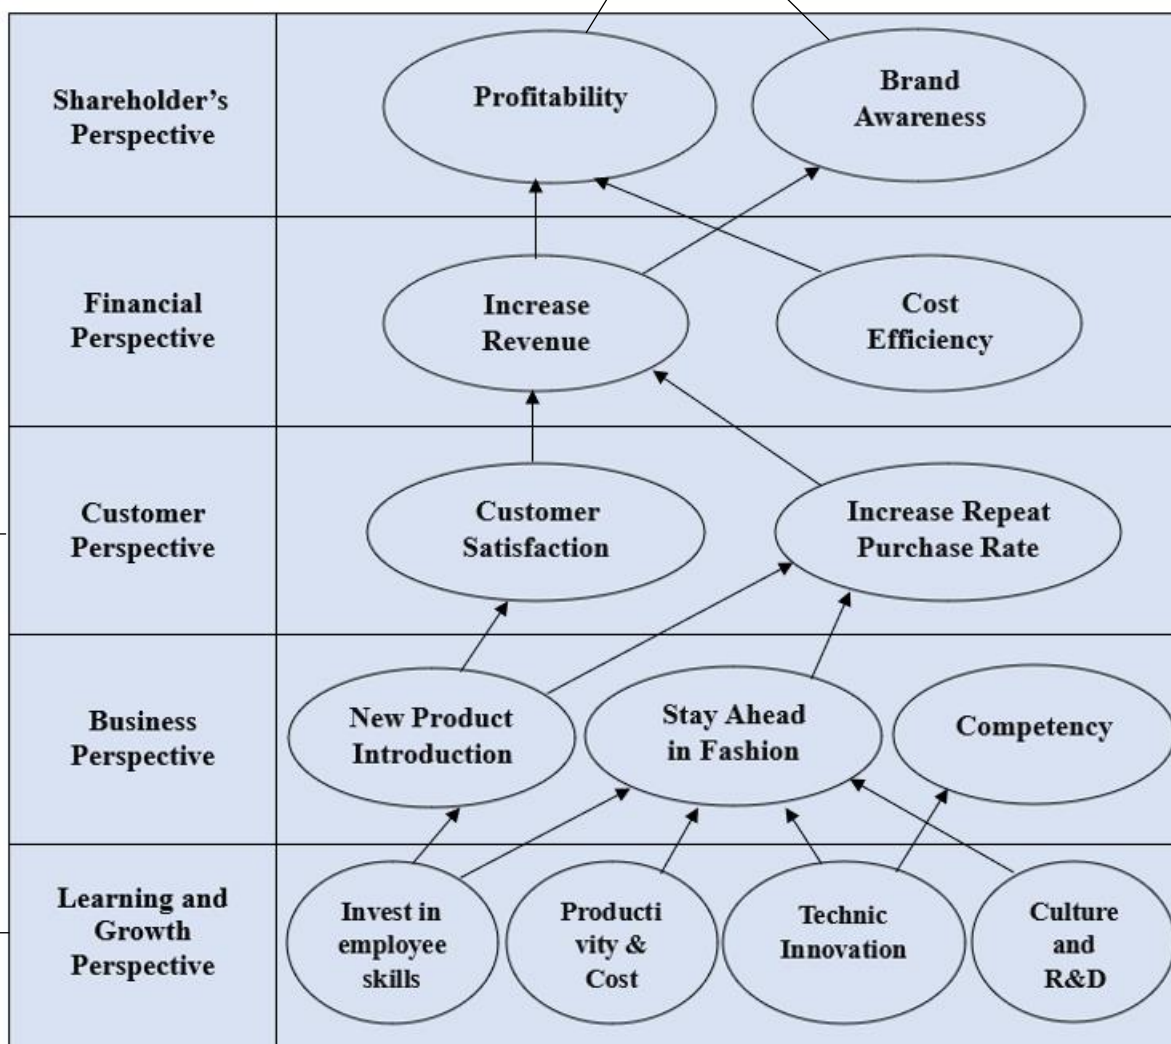 Shareholder’s
Perspective
Profitability
Brand
Awareness
Financial
Perspective
Increase
Revenue
Cost
Efficiency
Customer
Perspective
Customer
Satisfaction
Increase Repeat
Purchase Rate
Business
Perspective
New Product
Introduction
Stay Ahead
in Fashion
Competency
Learning and
Growth
Perspective
Invest in
employee
skills
Producti
vity &
Cost
Technic
Innovation
Culture
and
R&D